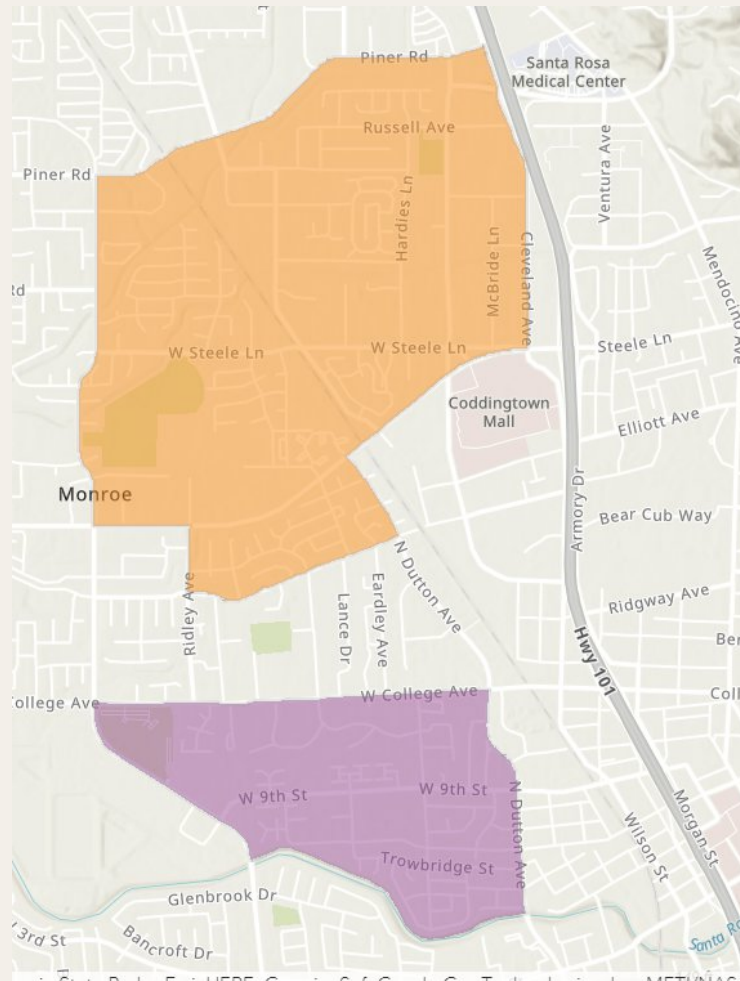 Piner Rd
Santa Rosa
Medical Center
Russell Ave
Ventura Ave
Piner Rd
Hardies Ln
McBride Ln
Cleveland Ave
Mendocino Ave
Rd
W Steele Ln
W Steele Ln
Steele Ln
Coddingtown
Mall
Elliott Ave
Monroe
Armory Dr
Bear Cub Way
N Dutton Ave
Ridley Ave
Lance Dr
Eardley Ave
Ridgway Ave
Hwy 101
College Ave
W College Ave
W 9th St
W 9th St
N Dutton Ave
Morgan St
Wilson St
Trowbridge St
Glenbrook Dr
3rd St
Bancroft Dr
Santa